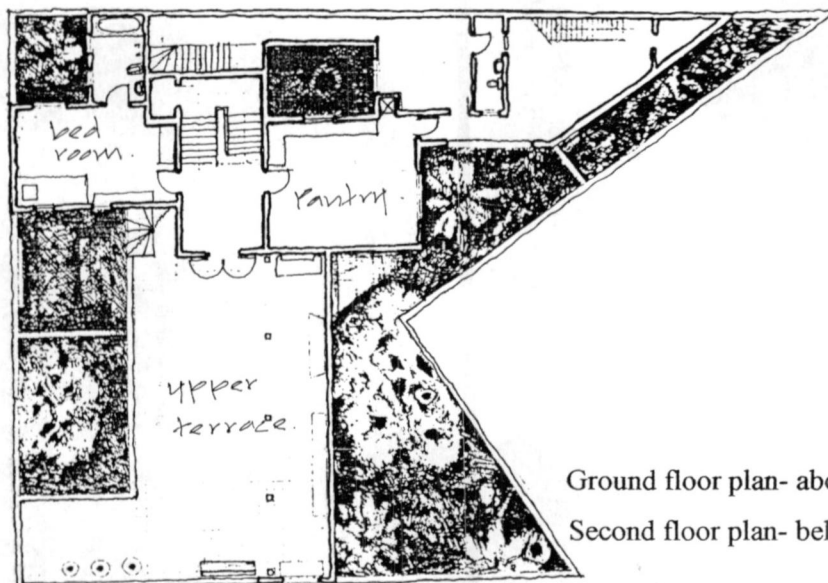 bed
room.
Pantry
upper
terrace.
Ground floor plan- abo
Second floor plan- bel